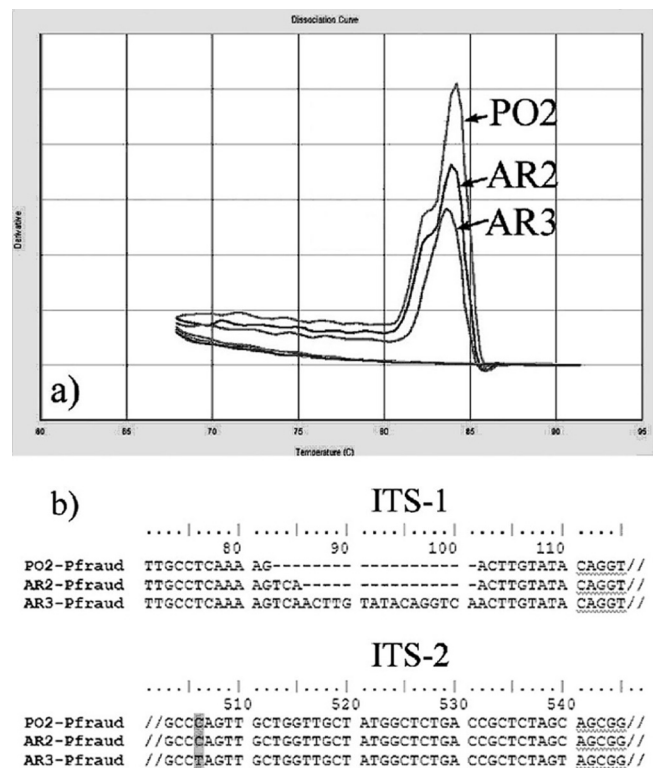 Dissociation Curve
PO2
AR2
AR3
Derivative
a)
60 65 70 75 80 85 90 95
Temperature (C)
b)
ITS-1
....|....| ....|....| ....|....| ....|....| ....|
80 90 100 110
PO2-Pfraud TTGCCTCAAA AG-------- ---------- -ACTTGTATA CAGGT//
AR2-Pfraud TTGCCTCAAA AGTCA----- ---------- -ACTTGTATA CAGGT//
AR3-Pfraud TTGCCTCAAA AGTCAACTTG TATACAGGTC AACTTGTATA CAGGT//
ITS-2
....|....| ....|....| ....|....| ....|....| ....|
510 520 530 540
PO2-Pfraud //GCCCAGTT GCTGGTTGCT ATGGCTCTGA CCGCTCTAGC AGCGG//
AR2-Pfraud //GCCCAGTT GCTGGTTGCT ATGGCTCTGA CCGCTCTAGC AGCGG//
AR3-Pfraud //GCCTAGTT GCTGGTTGCT ATGGCTCTGA CCGCTCTAGT AGCGG//